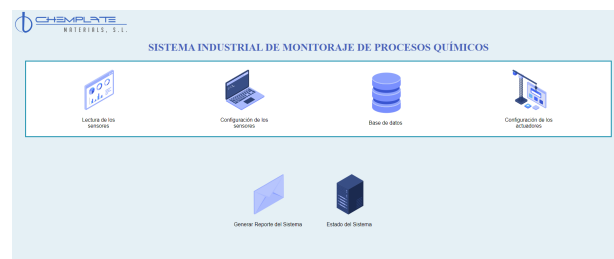 CHEMPLATE
MATERIALS, S.L.
SISTEMA INDUSTRIAL DE MONITORAJE DE PROCESOS QUÍMICOS
Lectura de los
sensores
Configuración de los
sensores
Base de datos
Configuración de los
actuadores
Generar Reporte del Sistema
Estado del Sistema